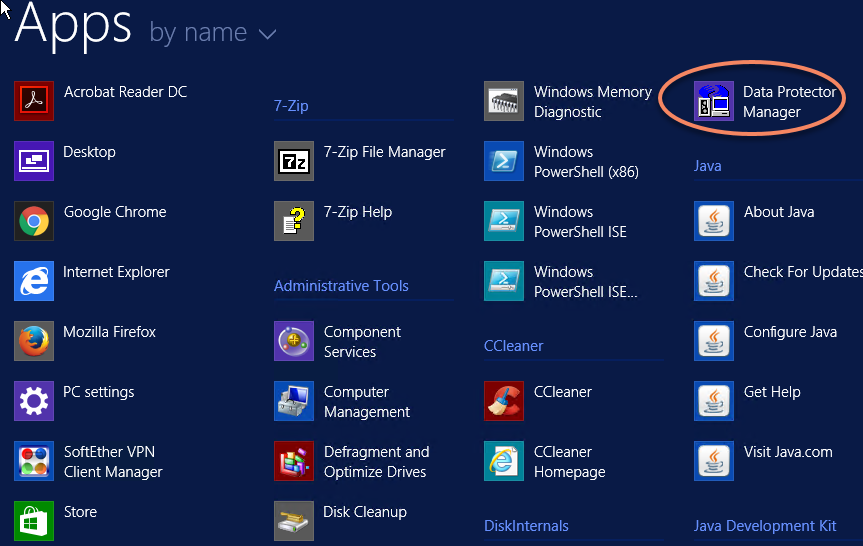 Apps by name
Acrobat Reader DC
Desktop
Google Chrome
Internet Explorer
Mozilla Firefox
PC settings
SoftEther VPN
Client Manager
Store
7-Zip
7z
7-Zip File Manager
7-Zip Help
Administrative Tools
Component
Services
Computer
Management
Defragment and
Optimize Drives
Disk Cleanup
Windows Memory
Diagnostic
Windows
PowerShell (x86)
Windows
PowerShell ISE
Windows
PowerShell ISE...
CCleaner
CCleaner
CCleaner
Homepage
DiskInternals
Data Protector
Manager
Java
About Java
Check For Updates
Configure Java
Get Help
Visit Java.com
Java Development Kit